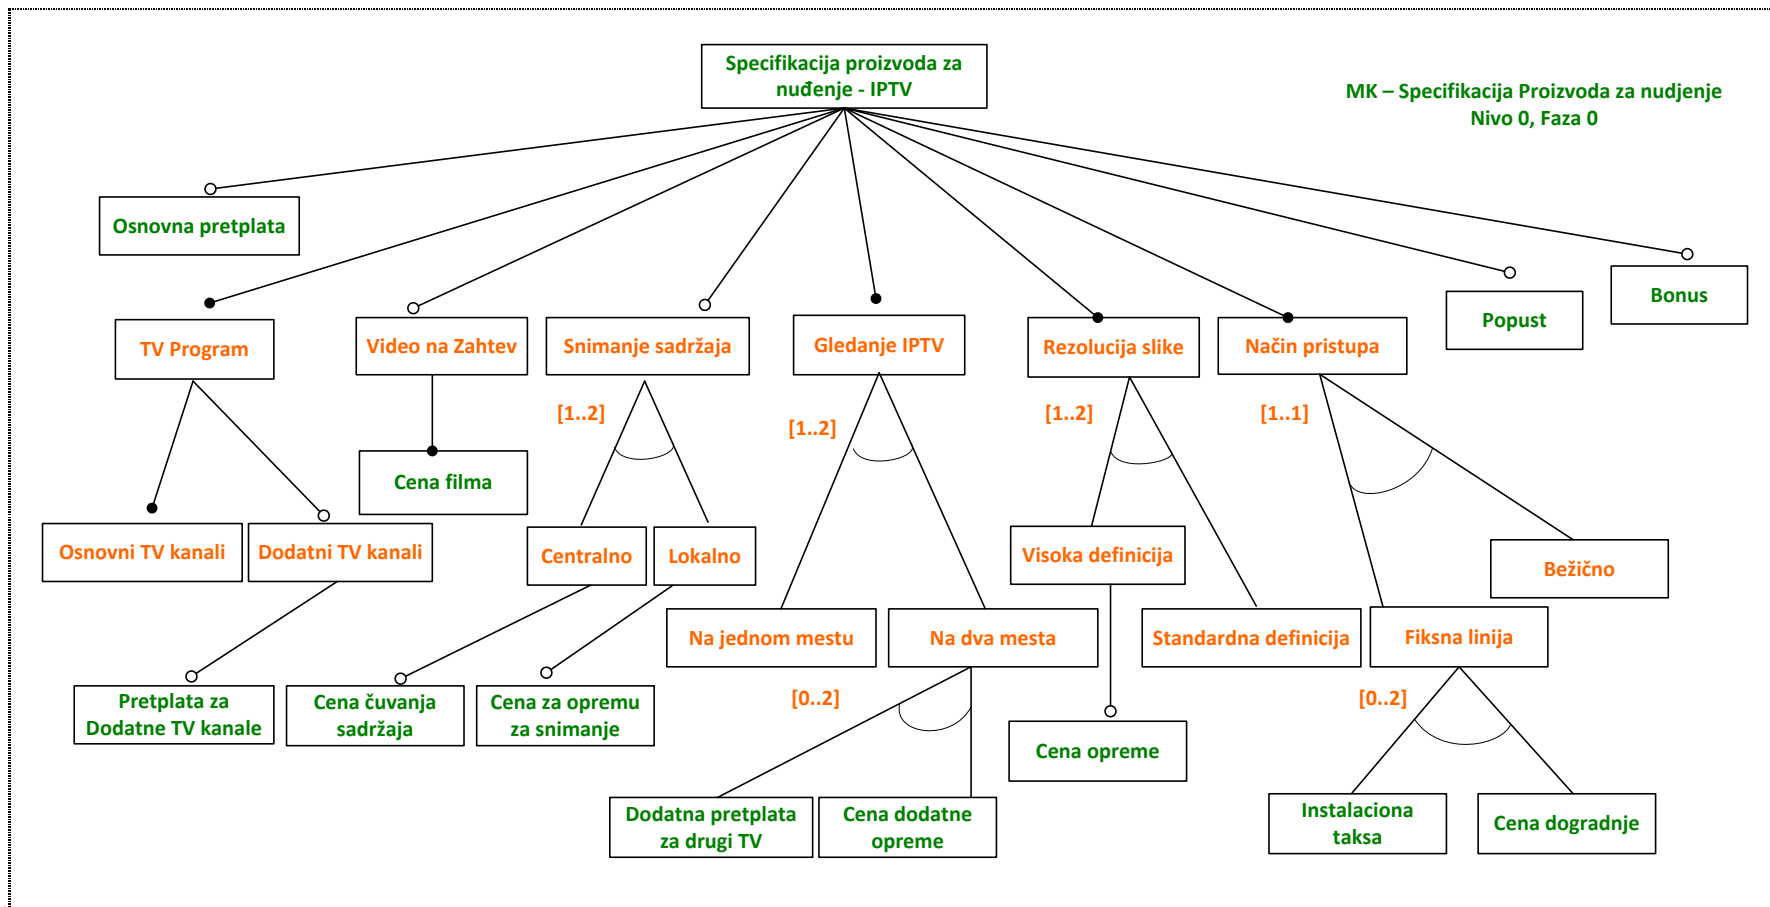 Specifikacija proizvoda za
nuđenje - IPTV
MK – Specifikacija Proizvoda za nudjenje
Nivo 0, Faza 0
Osnovna pretplata
Bonus
Popust
TV Program
Video na Zahtev
Snimanje sadržaja
Gledanje IPTV
Rezolucija slike
Način pristupa
[1..2]
[1..2]
[1..2]
[1..1]
Cena filma
Osnovni TV kanali
Dodatni TV kanali
Centralno
Lokalno
Visoka definicija
Bežično
Na jednom mestu
Na dva mesta
Standardna definicija
Fiksna linija
[0..2]
[0..2]
Pretplata za
Dodatne TV kanale
Cena čuvanja
sadržaja
Cena za opremu
za snimanje
Cena opreme
Dodatna pretplata
za drugi TV
Cena dodatne
opreme
Instalaciona
taksa
Cena dogradnje